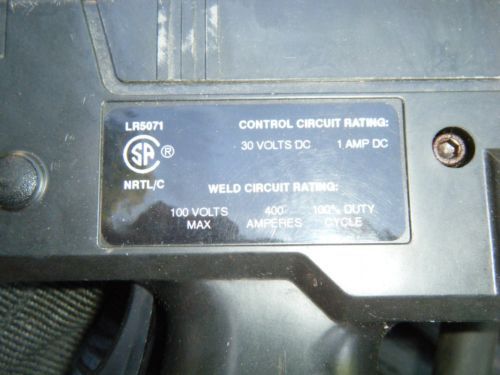 LR5071
CONTROL CIRCUIT RATING:
30 VOLTS DC 1 AMP DC
SA ®
NRTL/C
WELD CIRCUIT RATING:
100 VOLTS MAX
400 AMPERES
100% DUTY CYCLE